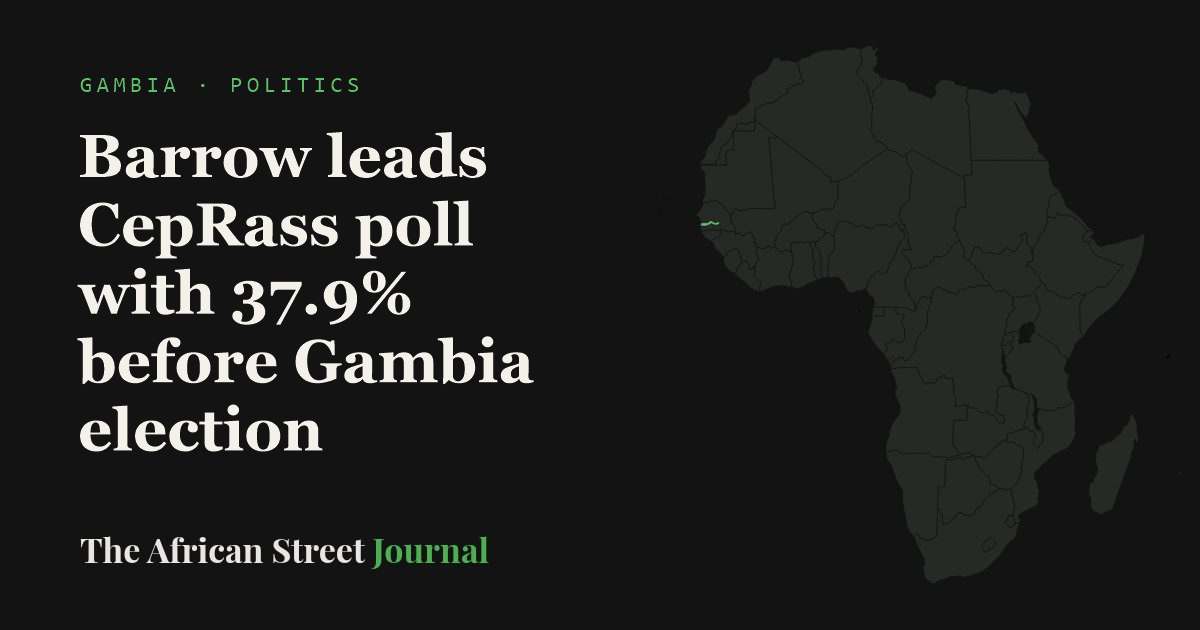 GAMBIA · POLITICS
Barrow leads
CepRass poll
with 37.9%
before Gambia
election
The African Street Journal